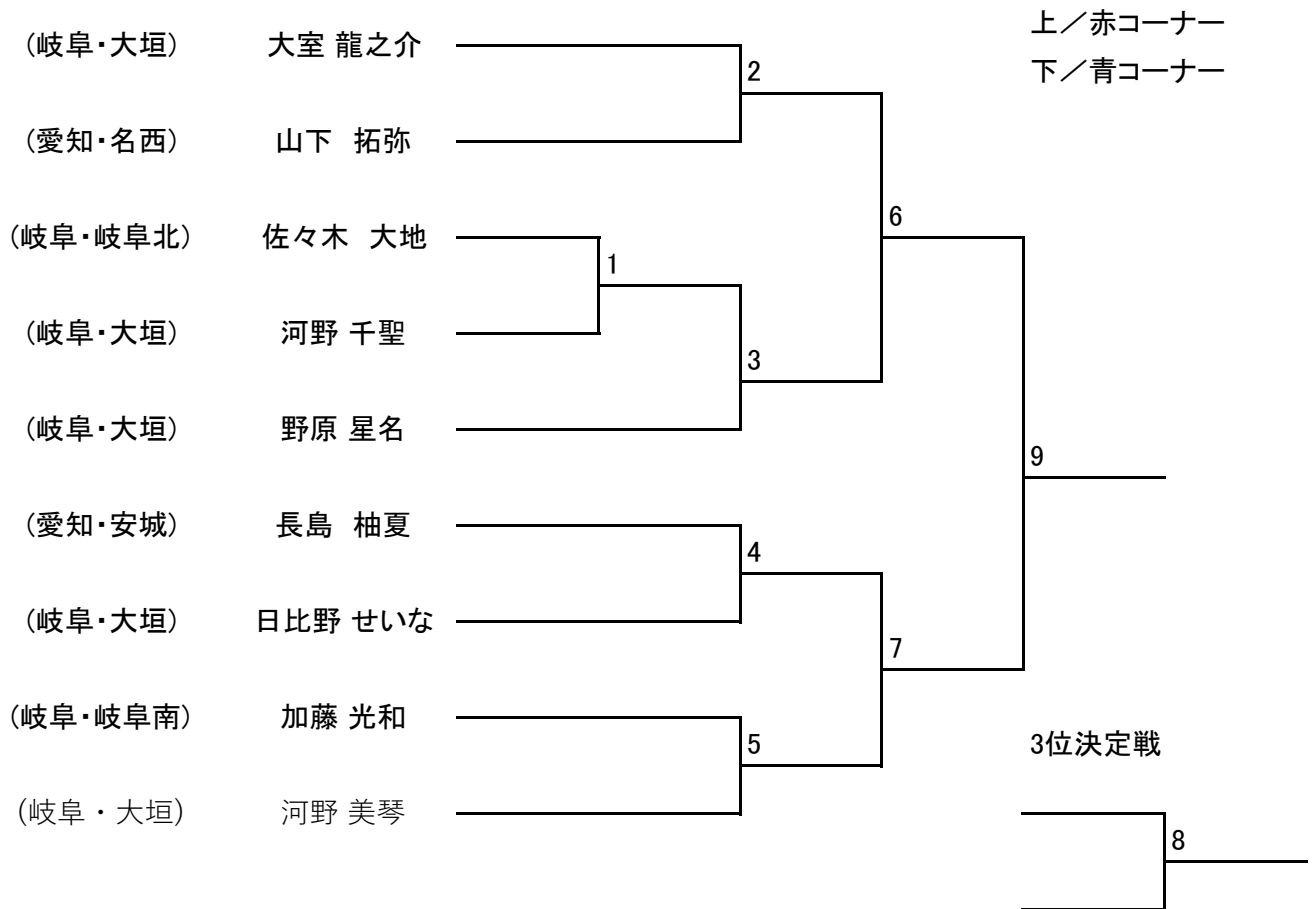 上／赤コーナー
(岐阜・大垣) 大室 龍之介
2
下／青コーナー
(愛知・名西) 山下 拓弥
6
(岐阜・岐阜北) 佐々木 大地
1
(岐阜・大垣) 河野 千聖
3
(岐阜・大垣) 野原 星名
9
(愛知・安城) 長島 柚夏
4
(岐阜・大垣) 日比野 せいな
7
(岐阜・岐阜南) 加藤 光和
5
3位決定戦
(岐阜・大垣) 河野 美琴
8